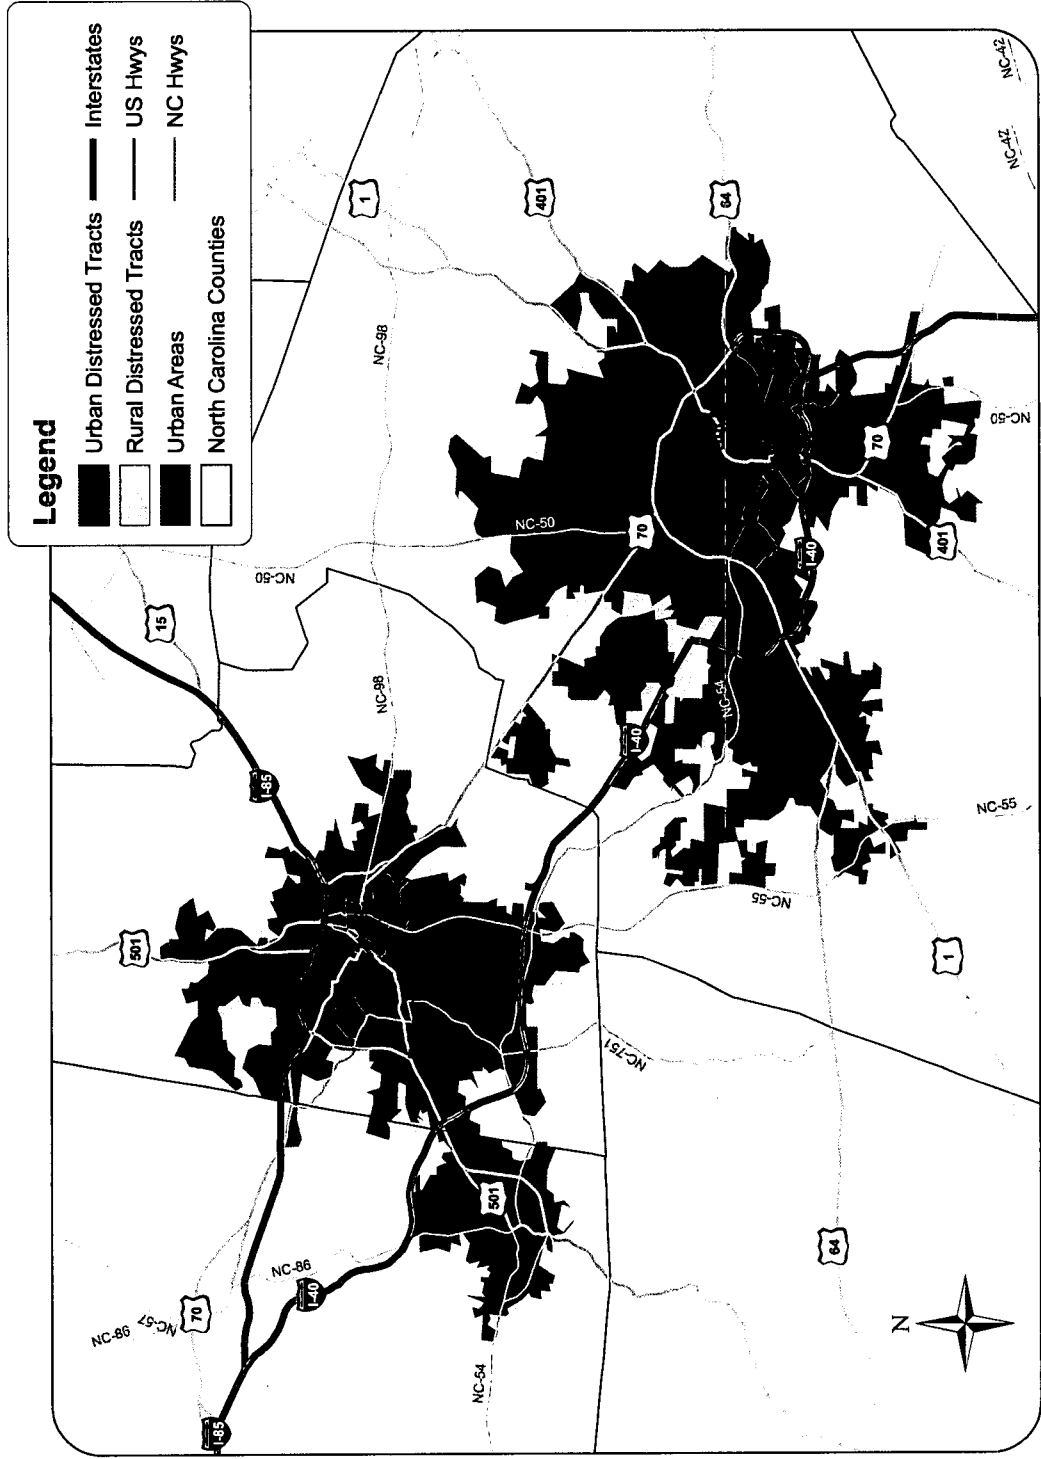 Legend
Urban Distressed Tracts
Rural Distressed Tracts
Urban Areas
North Carolina Counties
Interstates
US Hwys
NC Hwys
I-85
70
NC-57
NC-86
NC-86
I-40
NC-54
501
64
N
501
NC-751
1
NC-55
NC-55
I-85
15
NC-98
I-40
NC-54
NC-50
NC-50
70
I-40
401
70
NC-50
NC-98
1
401
64
NC-42
NC-42